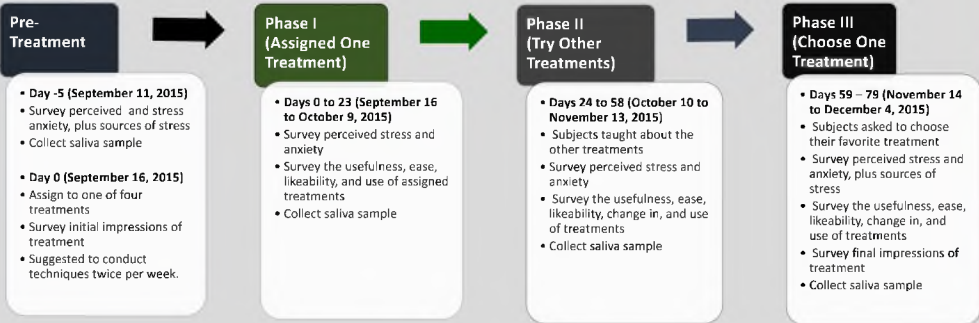 Pre-
Treatment
• Day -5 (September 11, 2015)
• Survey perceived and stress
anxiety, plus sources of stress
• Collect saliva sample
• Day 0 (September 16, 2015)
• Assign to one of four
treatments
• Survey initial impressions of
treatment
• Suggested to conduct
techniques twice per week.
Phase I
(Assigned One
Treatment)
• Days 0 to 23 (September 16
to October 9, 2015)
• Survey perceived stress and
anxiety
• Survey the usefulness, ease,
likeability, and use of assigned
treatments
• Collect saliva sample
Phase II
(Try Other
Treatments)
• Days 24 to 58 (October 10 to
November 13, 2015)
• Subjects taught about the
other treatments
• Survey perceived stress and
anxiety
• Survey the usefulness, ease,
likeability, change in, and use
of treatments
• Collect saliva sample
Phase III
(Choose One
Treatment)
• Days 59 – 79 (November 14
to December 4, 2015)
• Subjects asked to choose
their favorite treatment
• Survey perceived stress and
anxiety, plus sources of
stress
• Survey the usefulness, ease,
likeability, change in, and
use of treatments
• Survey final impressions of
treatment
• Collect saliva sample